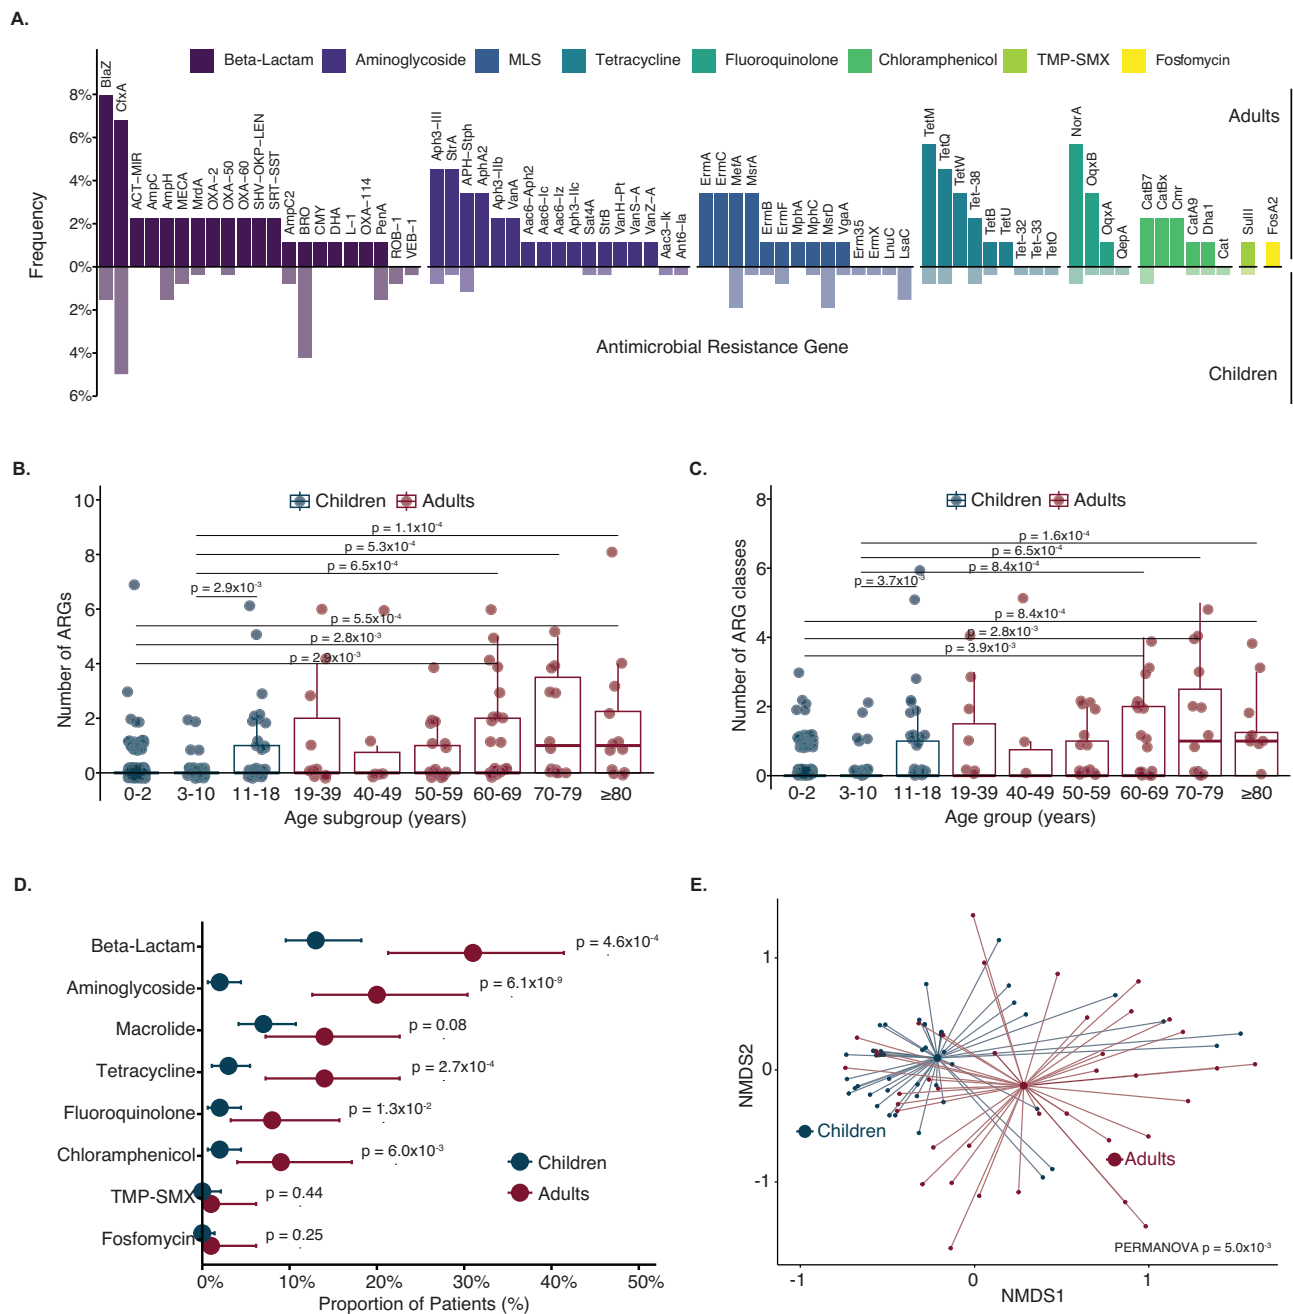 A.
Beta-Lactam Aminoglycoside MLS Tetracycline Fluoroquinolone Chloramphenicol TMP-SMX Fosfomycin
Frequency
8%
6%
4%
2%
0%
2%
4%
6%
BlaZ
CfxA
ACT-MIR
AmpC
AmpH
MECA
MrdA
OXA-2
OXA-50
OXA-60
SHV-OKP-LEN
SRT-SST
AmpC2
BRO
CMY
DHA
L-1
OXA-114
PenA
ROB-1
VEB-1
Aph3-III
StrA
APH-Stph
AphA2
Aph3-IIb
VanA
Aac6-Aph2
Aac6-Ic
Aac6-Iz
Aph3-IIc
Sat4A
StrB
VanH-Pt
VanS-A
VanZ-A
Aac3-Ik
Ant6-Ia
ErmA
ErmC
MefA
MsrA
ErmB
ErmF
MphA
MphC
MsrD
VgaA
Erm35
ErmX
LnuC
LsaC
TetM
TetQ
TetW
Tet-38
TetB
TetU
Tet-32
Tet-33
TetO
NorA
OqxB
OqxA
QepA
CatB7
CatBx
Cmr
CatA9
Dha1
Cat
SulI
FosA2
Adults
Antimicrobial Resistance Gene
Children
B.
Children Adults
Number of ARGs
10
8
6
4
2
0
p = 1.1x10-4
p = 5.3x10-4
p = 6.5x10-4
p = 2.9x10-3
p = 5.5x10-4
p = 2.8x10-3
p = 2.9x10-3
0-2 3-10 11-18 19-39 40-49 50-59 60-69 70-79 ≥80
Age subgroup (years)
C.
Children Adults
Number of ARG classes
8
6
4
2
0
p = 1.6x10-4
p = 6.5x10-4
p = 8.4x10-4
p = 3.7x10-3
p = 8.4x10-4
p = 2.8x10-3
p = 3.9x10-3
0-2 3-10 11-18 19-39 40-49 50-59 60-69 70-79 ≥80
Age group (years)
D.
Beta-Lactam p = 4.6x10-4
Aminoglycoside p = 6.1x10-9
Macrolide p = 0.08
Tetracycline p = 2.7x10-4
Fluoroquinolone p = 1.3x10-2
Chloramphenicol p = 6.0x10-3
TMP-SMX p = 0.44
Fosfomycin p = 0.25
Children
Adults
0% 10% 20% 30% 40% 50%
Proportion of Patients (%)
E.
NMDS2
1
0
-1
Children
Adults
PERMANOVA p = 5.0x10-3
-1 0 1
NMDS1